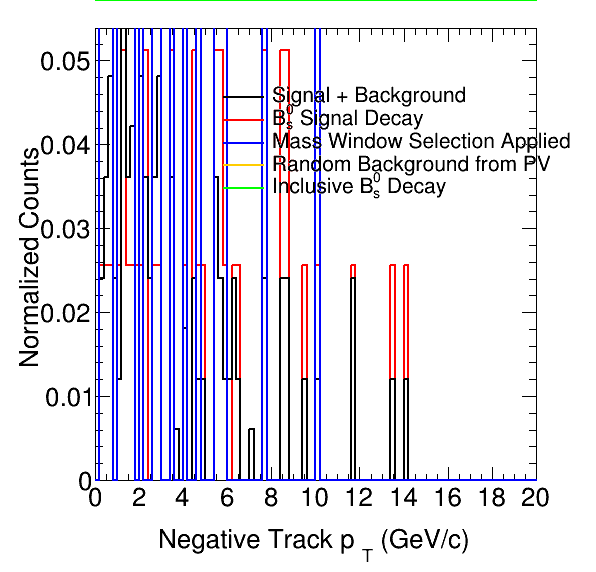 Normalized Counts
0.05
0.04
0.03
0.02
0.01
0
Signal + Background
B⁰ₛ Signal Decay
Mass Window Selection Applied
Random Background from PV
Inclusive B⁰ₛ Decay
0 2 4 6 8 10 12 14 16 18 20
Negative Track p_T (GeV/c)